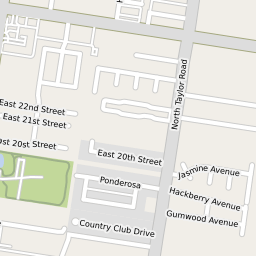 North Taylor Road
East 22nd Street
East 21st Street
East 20st Street
East 20th Street
Jasmine Avenue
Ponderosa
Hackberry Avenue
Gumwood Avenue
Country Club Drive